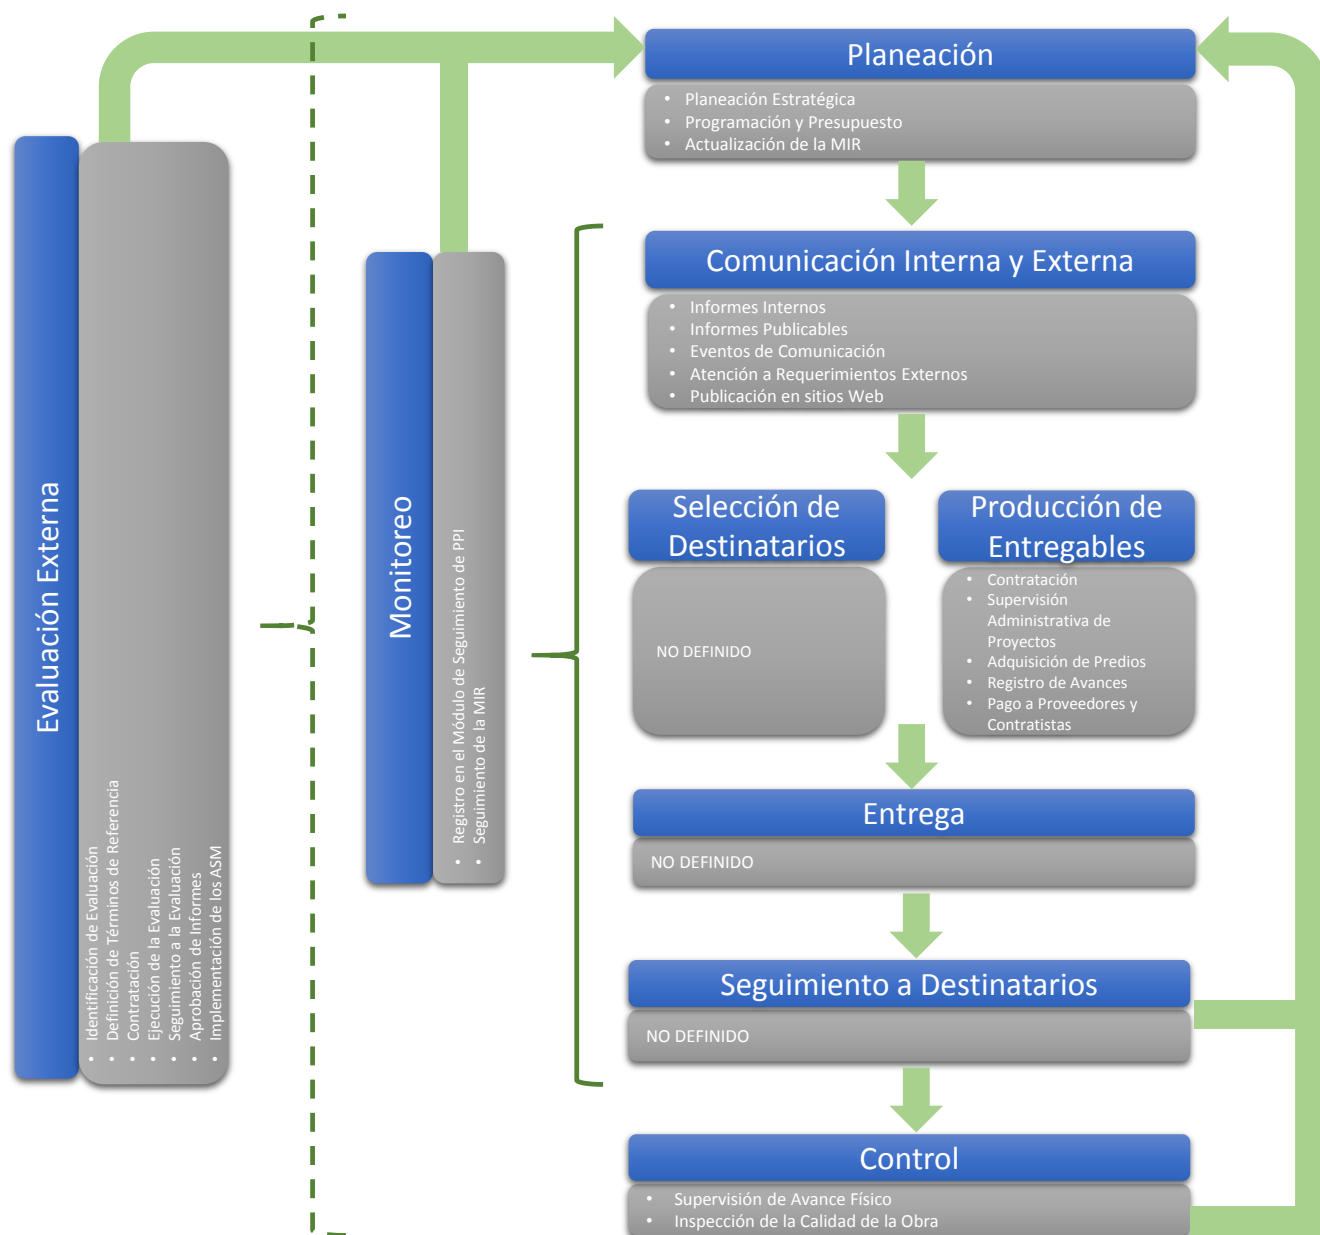 Planeación
• Planeación Estratégica
• Programación y Presupuesto
• Actualización de la MIR
Comunicación Interna y Externa
• Informes Internos
• Informes Publicables
• Eventos de Comunicación
• Atención a Requerimientos Externos
• Publicación en sitios Web
Selección de
Destinatarios
NO DEFINIDO
Producción de
Entregables
• Contratación
• Supervisión
Administrativa de
Proyectos
• Adquisición de Predios
• Registro de Avances
• Pago a Proveedores y
Contratistas
Entrega
NO DEFINIDO
Seguimiento a Destinatarios
NO DEFINIDO
Control
• Supervisión de Avance Físico
• Inspección de la Calidad de la Obra
Evaluación Externa
• Identificación de Evaluación
• Definición de Términos de Referencia
• Contratación
• Ejecución de la Evaluación
• Seguimiento a la Evaluación
• Aprobación de Informes
• Implementación de los ASM
Monitoreo
• Registro en el Módulo de Seguimiento de PPI
• Seguimiento de la MIR